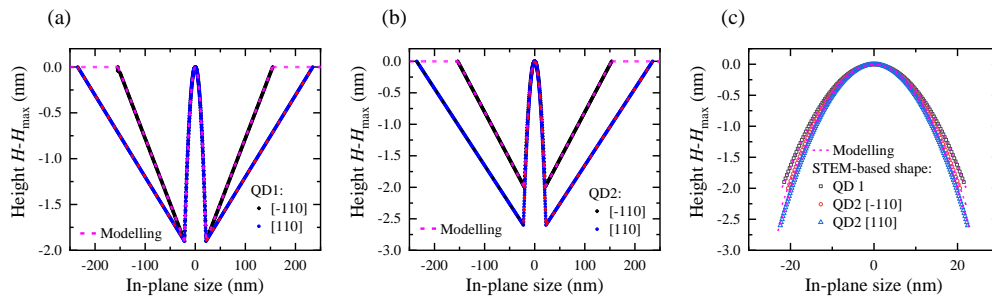 (a)
Height H-Hmax (nm)
0.0
-0.5
-1.0
-1.5
-2.0
QD1:
[-110]
[110]
Modelling
-200 -100 0 100 200
In-plane size (nm)
(b)
Height H-Hmax (nm)
0.0
-0.5
-1.0
-1.5
-2.0
-2.5
-3.0
QD2:
[-110]
[110]
Modelling
-200 -100 0 100 200
In-plane size (nm)
(c)
Height H-Hmax (nm)
0.0
-0.5
-1.0
-1.5
-2.0
-2.5
-3.0
Modelling
STEM-based shape:
QD 1
QD2 [-110]
QD2 [110]
-20 0 20
In-plane size (nm)